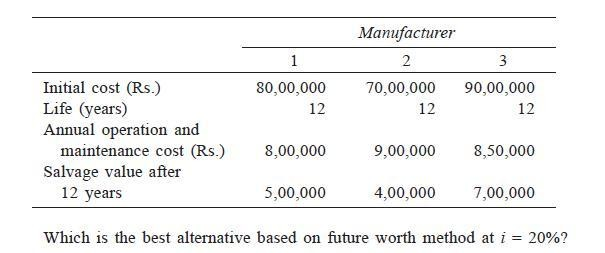 Manufacturer
1 2 3
Initial cost (Rs.) 80,00,000 70,00,000 90,00,000
Life (years) 12 12 12
Annual operation and
maintenance cost (Rs.) 8,00,000 9,00,000 8,50,000
Salvage value after
12 years 5,00,000 4,00,000 7,00,000
Which is the best alternative based on future worth method at i = 20%?